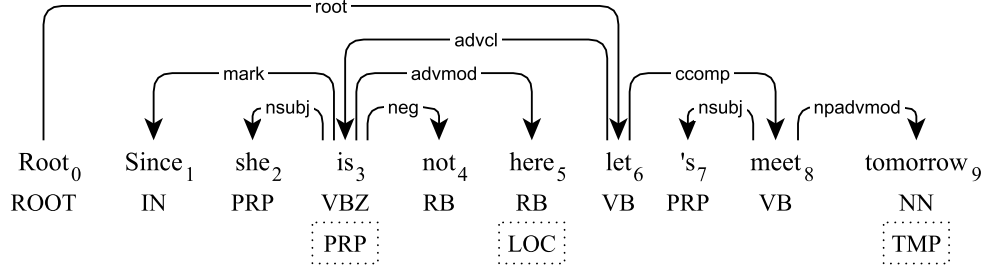 root
advcl
mark advmod ccomp
nsubj neg nsubj npadvmod
Root0 Since1 she2 is3 not4 here5 let6 's7 meet8 tomorrow9
ROOT IN PRP VBZ RB RB VB PRP VB NN
PRP LOC TMP